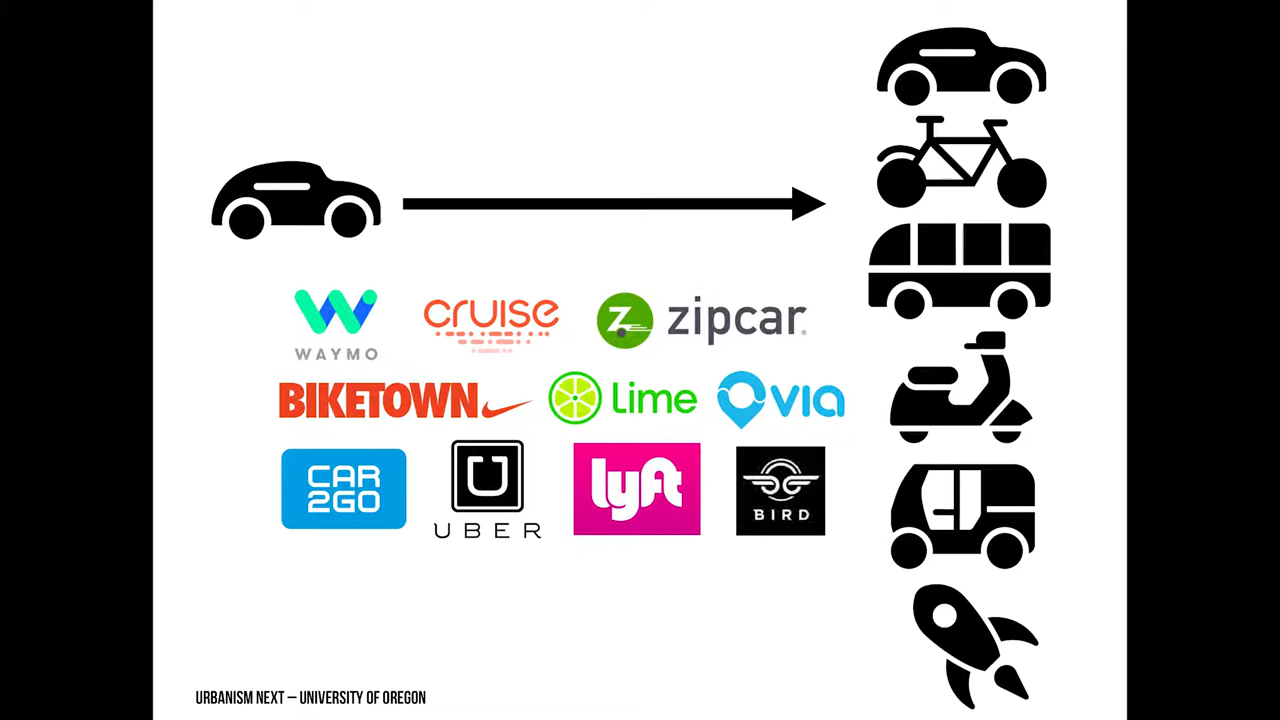 WAYMO
cruise
Z zipcar®
BIKETOWN
Lime
via
CAR
2GO
U
UBER
lyft
BIRD
URBANISM NEXT – UNIVERSITY OF OREGON